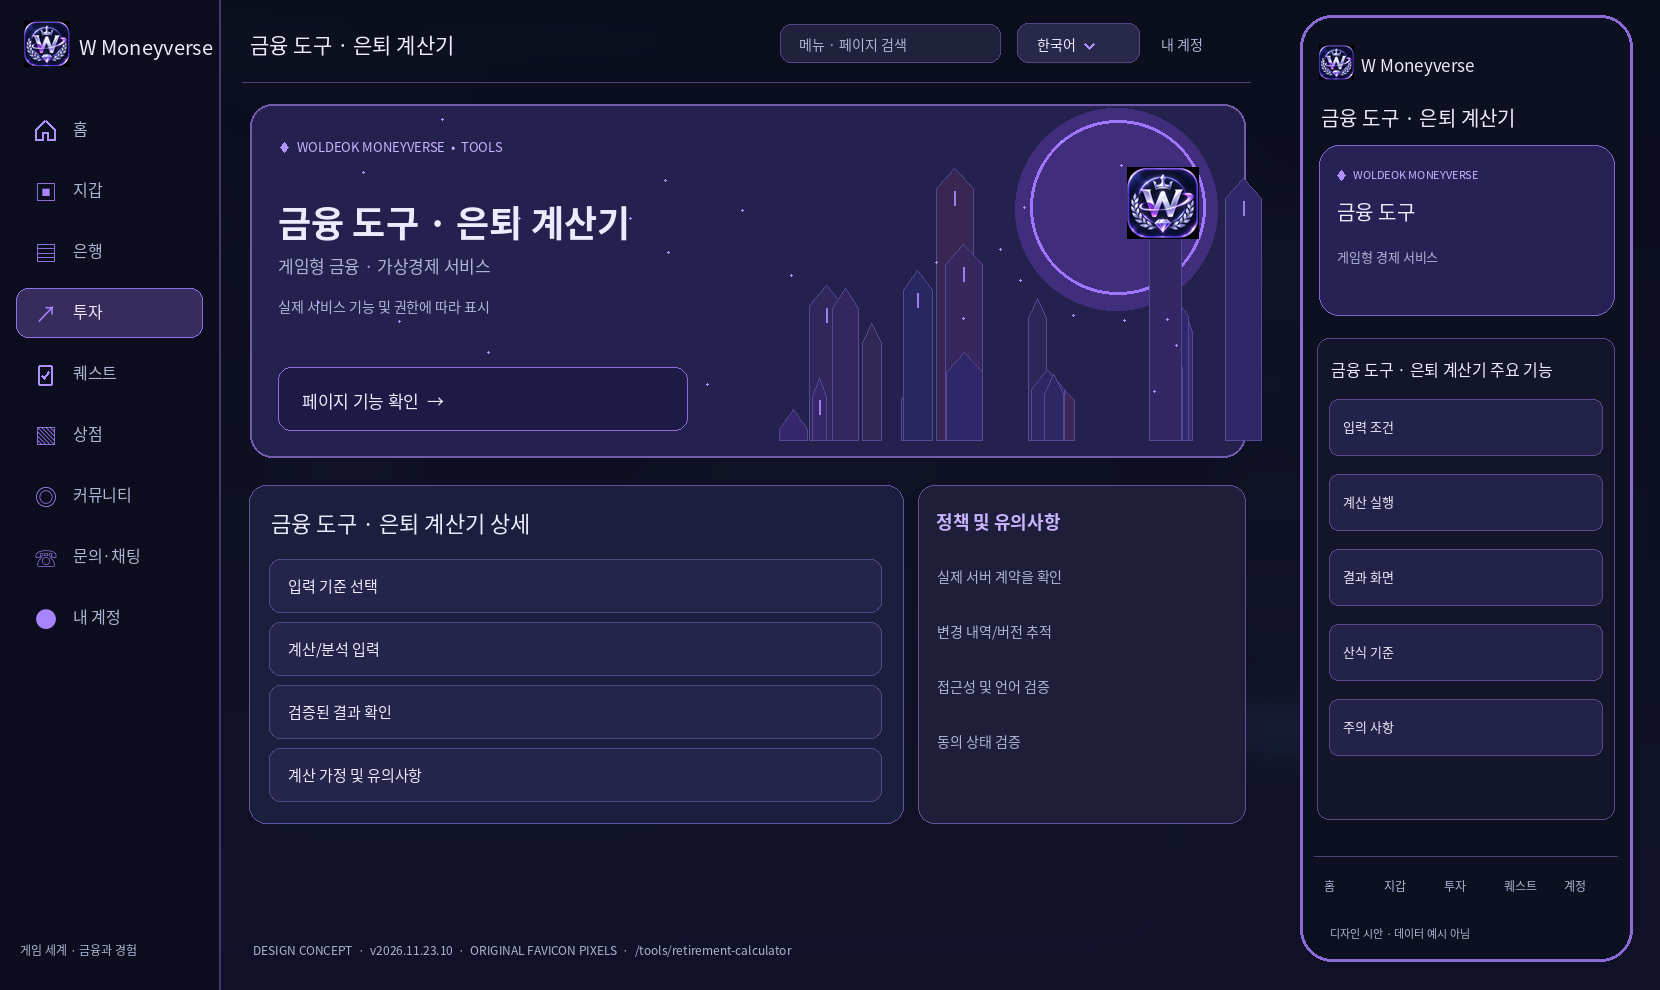 W Moneyverse
홈
지갑
은행
투자
퀘스트
상점
커뮤니티
문의·채팅
내 계정
게임 세계 · 금융과 경험
금융 도구 · 은퇴 계산기
메뉴 · 페이지 검색
한국어
내 계정
WOLDEOK MONEYVERSE • TOOLS
금융 도구 · 은퇴 계산기
게임형 금융 · 가상경제 서비스
실제 서비스 기능 및 권한에 따라 표시
페이지 기능 확인 →
W
금융 도구 · 은퇴 계산기 상세
입력 기준 선택
계산/분석 입력
검증된 결과 확인
계산 가정 및 유의사항
정책 및 유의사항
실제 서버 계약을 확인
변경 내역/버전 추적
접근성 및 언어 검증
동의 상태 검증
DESIGN CONCEPT · v2026.11.23.10 · ORIGINAL FAVICON PIXELS · /tools/retirement-calculator
W Moneyverse
금융 도구 · 은퇴 계산기
WOLDEOK MONEYVERSE
금융 도구
게임형 경제 서비스
금융 도구 · 은퇴 계산기 주요 기능
입력 조건
계산 실행
결과 화면
산식 기준
주의 사항
홈 지갑 투자 퀘스트 계정
디자인 시안 · 데이터 예시 아님